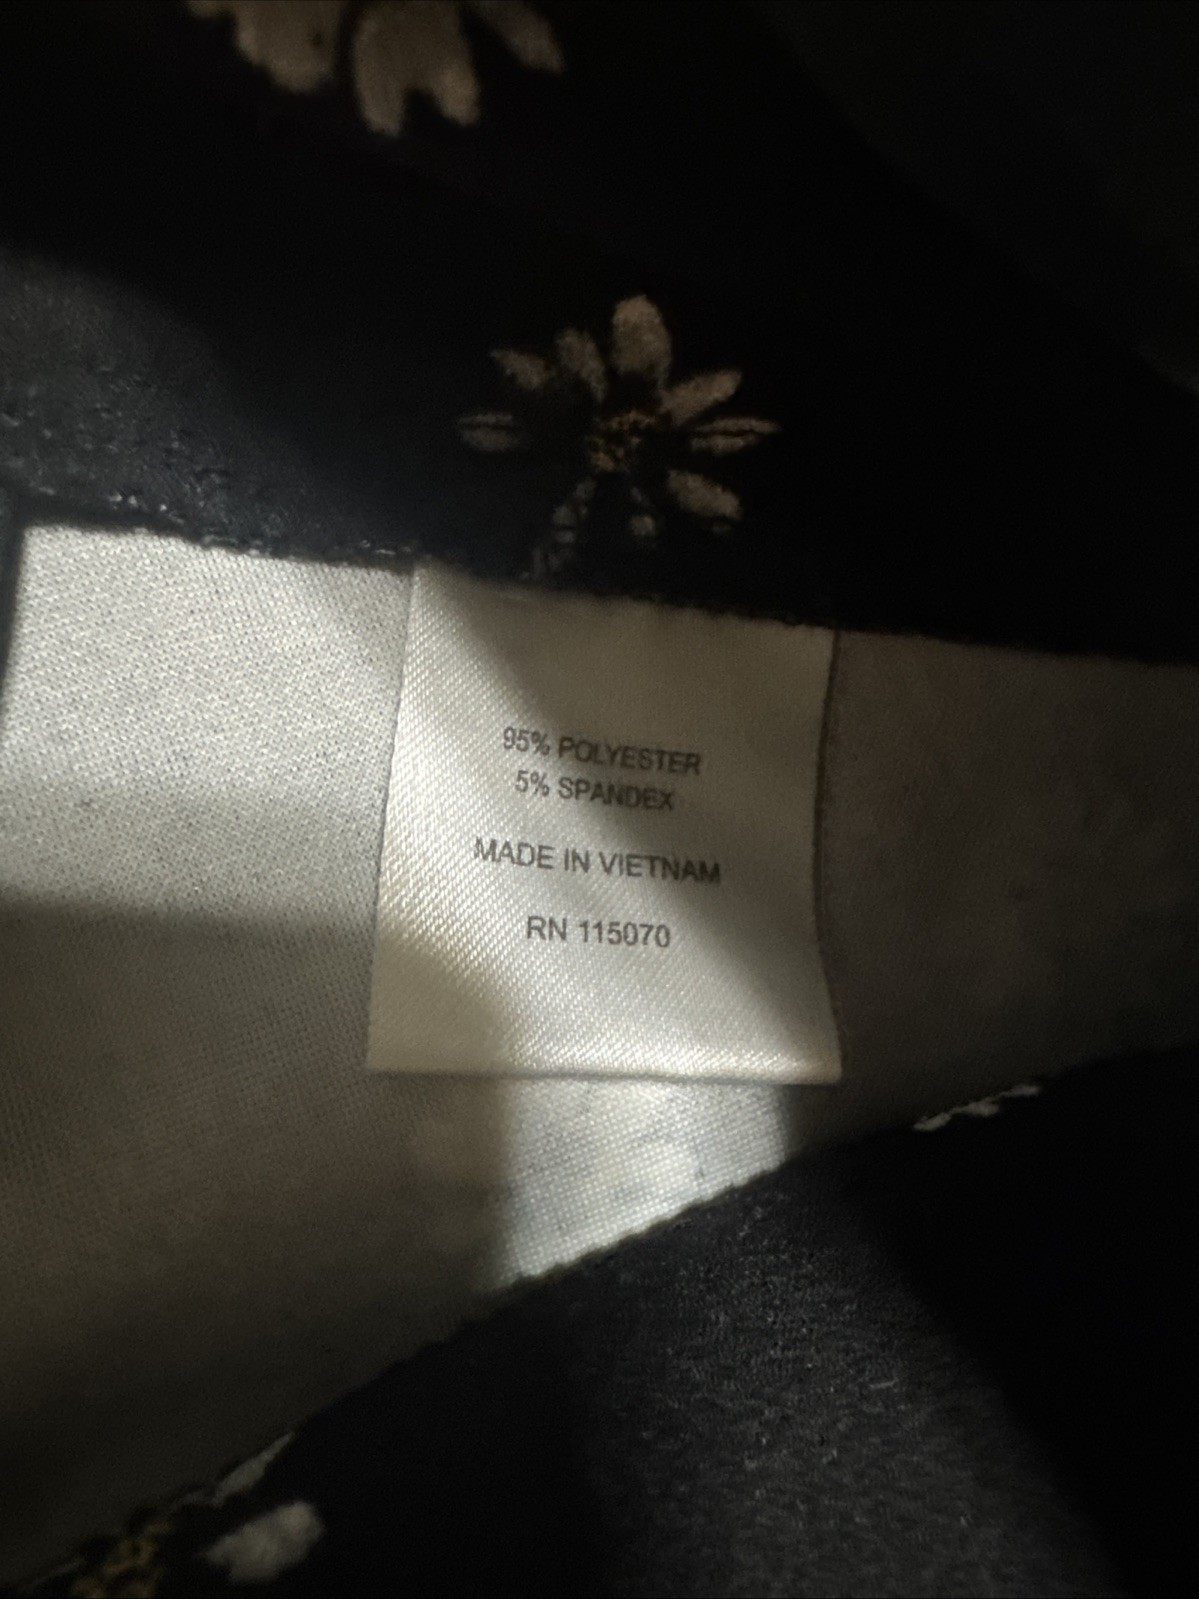 95% POLYESTER
5% SPANDEX
MADE IN VIETNAM
RN 115070